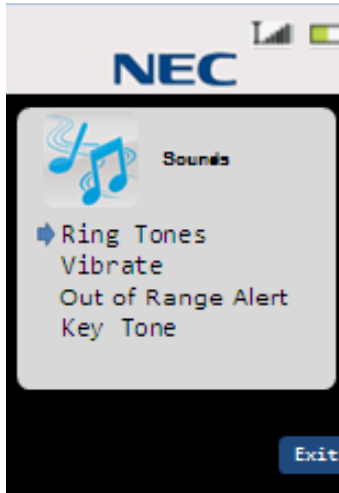 NEC
Sounds
Ring Tones
Vibrate
Out of Range Alert
Key Tone
Exit